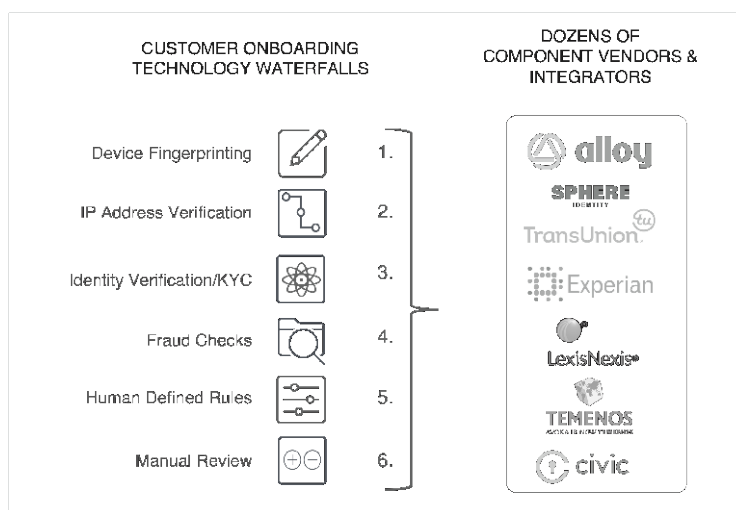 CUSTOMER ONBOARDING
TECHNOLOGY WATERFALLS
DOZENS OF
COMPONENT VENDORS &
INTEGRATORS
Device Fingerprinting
1.
IP Address Verification
2.
Identity Verification/KYC
3.
Fraud Checks
4.
Human Defined Rules
5.
Manual Review
6.
alloy
SPHERE
IDENTITY
tu
TransUnion
Experian
LexisNexis®
TEMENOS
civic